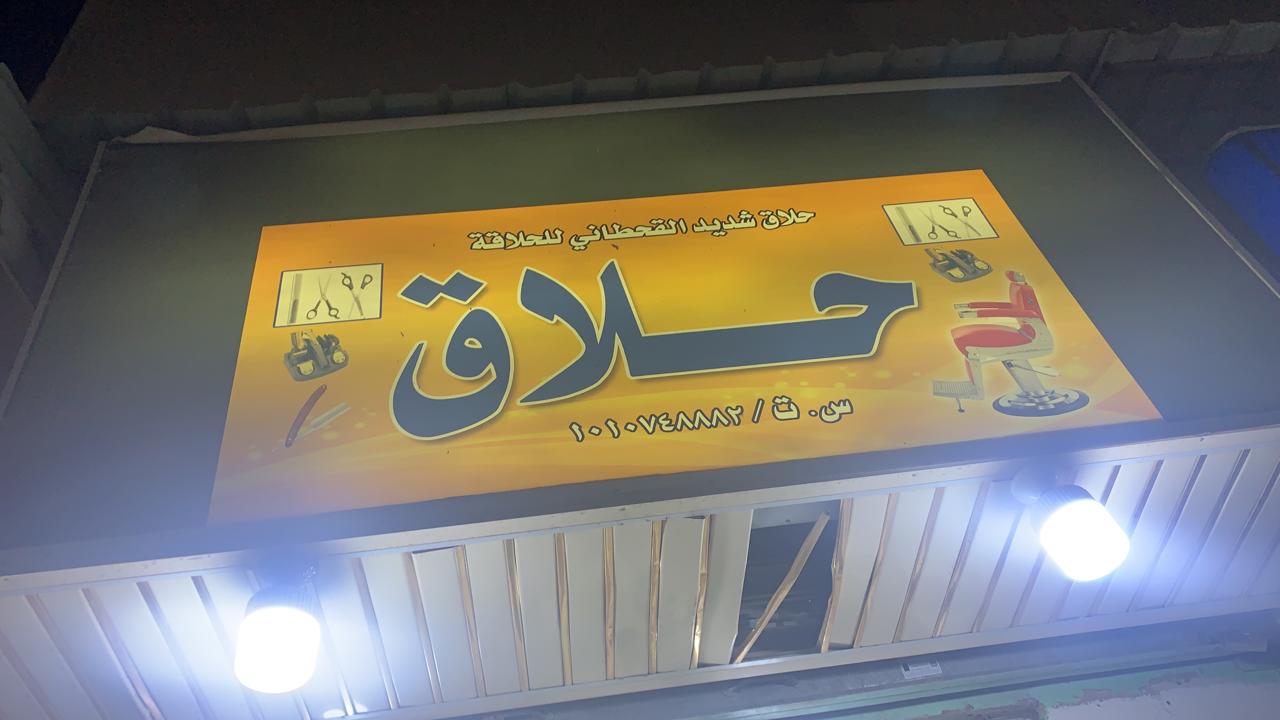 حلاق شديد القحطاني للحلاقة
حلاق
س. ت / ١٠١٠٧٤٨٨٨٢